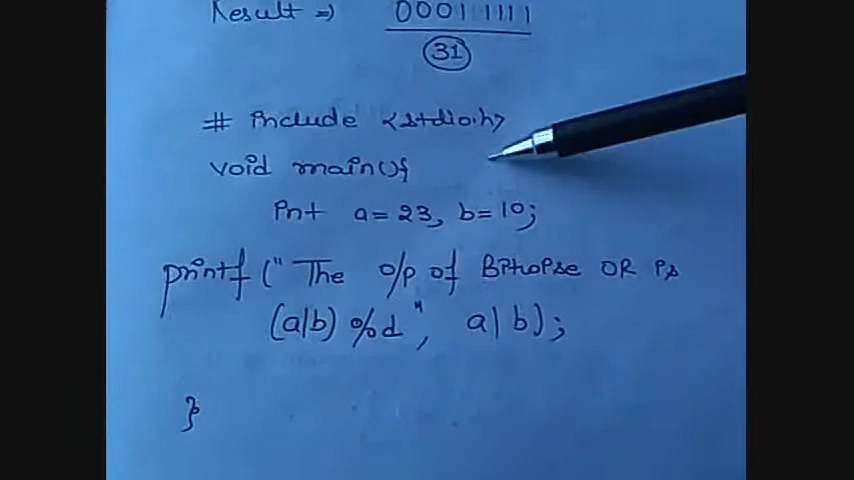 Result => 0001 1111
31
# include <stdio.h>
void main(){
int a=23, b=10;
printf(" The o/p of Bitwise OR is
(a|b) %d", a|b);
}